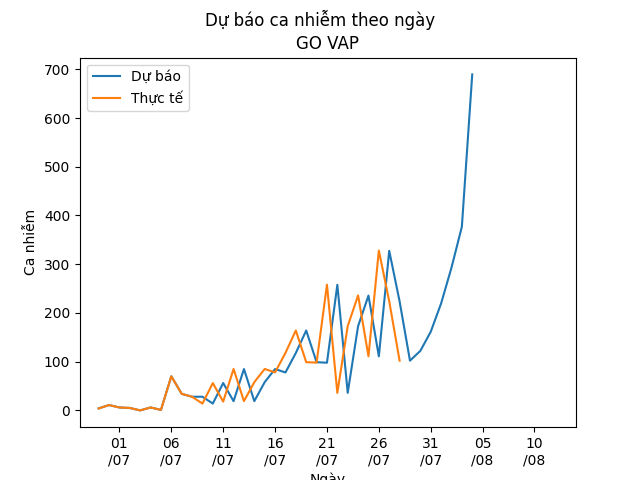 Dự báo ca nhiễm theo ngày
GO VAP
Dự báo
Thực tế
Ca nhiễm
700
600
500
400
300
200
100
0
01 06 11 16 21 26 31 05 10
/07 /07 /07 /07 /07 /07 /07 /08 /08
Ngày